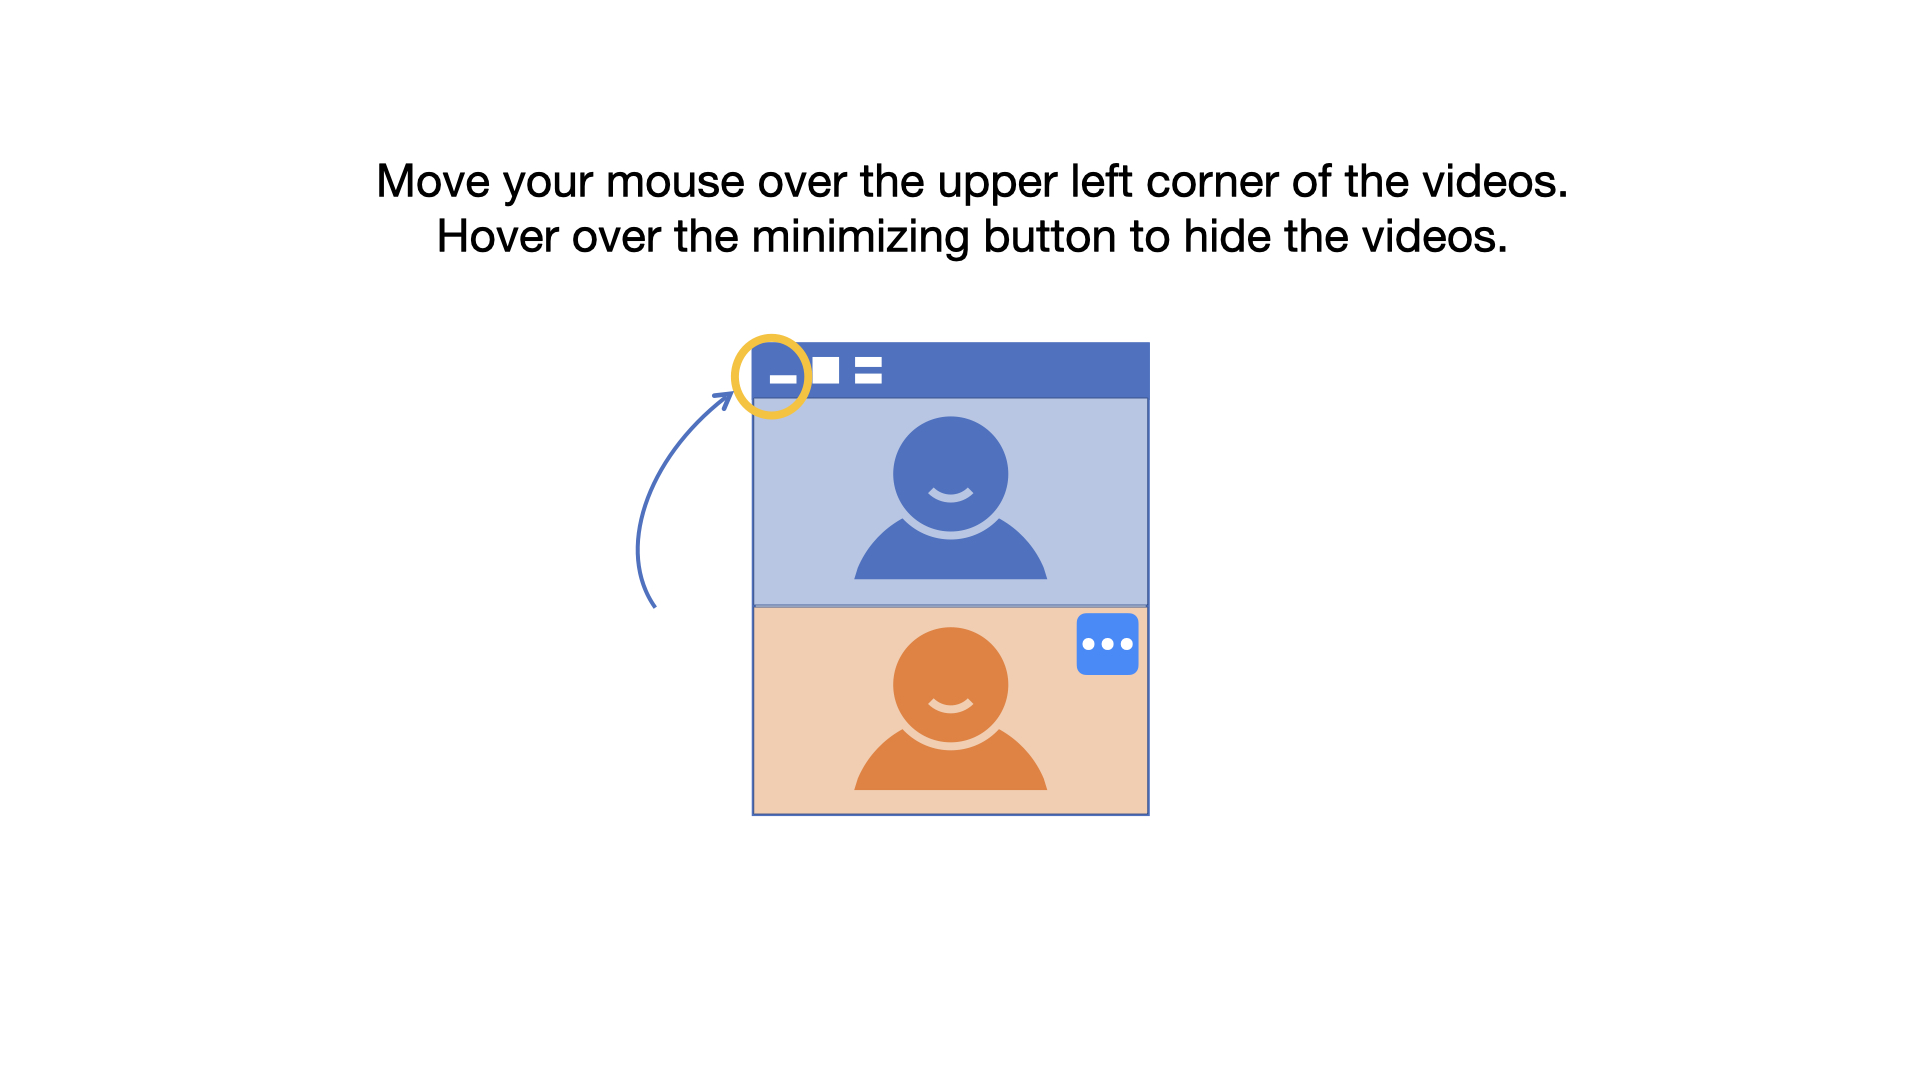 Move your mouse over the upper left corner of the videos.
Hover over the minimizing button to hide the videos.